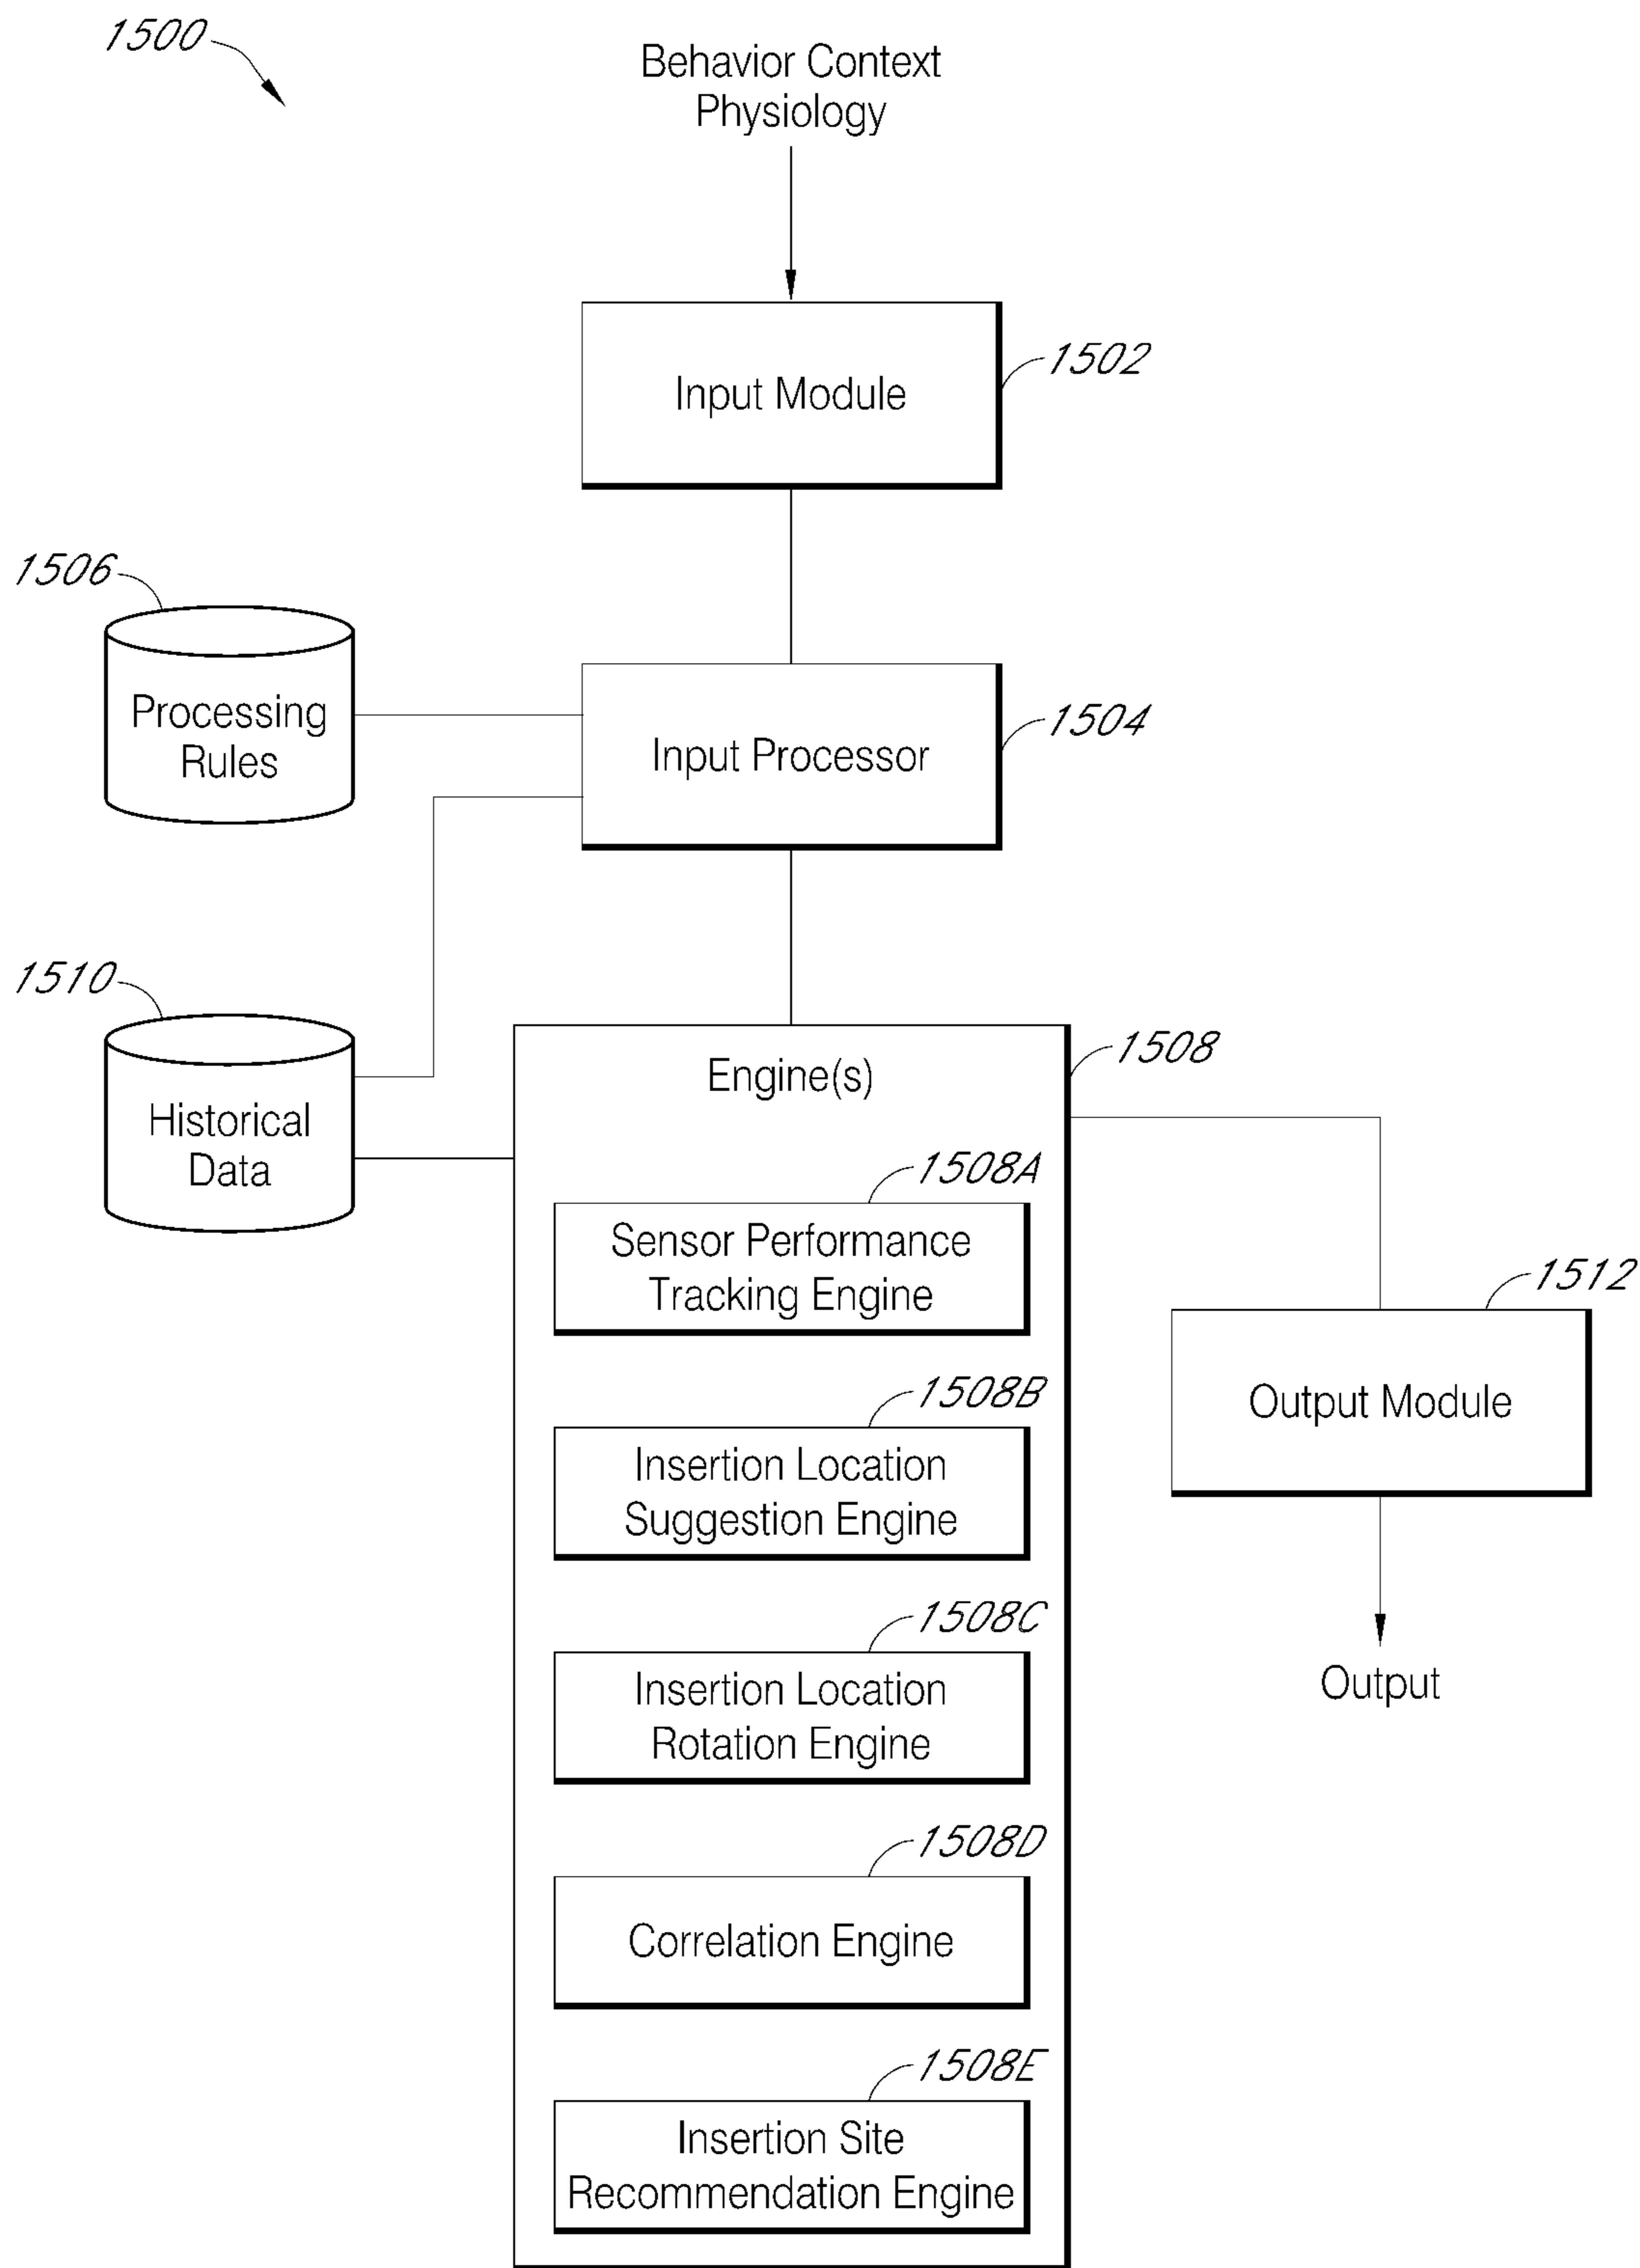 1500
Behavior Context
Physiology
Input Module
1502
1506
Processing
Rules
Input Processor
1504
1510
Historical
Data
Engine(s)
1508
1508A
Sensor Performance
Tracking Engine
1508B
Insertion Location
Suggestion Engine
1508C
Insertion Location
Rotation Engine
1508D
Correlation Engine
1508E
Insertion Site
Recommendation Engine
1512
Output Module
Output